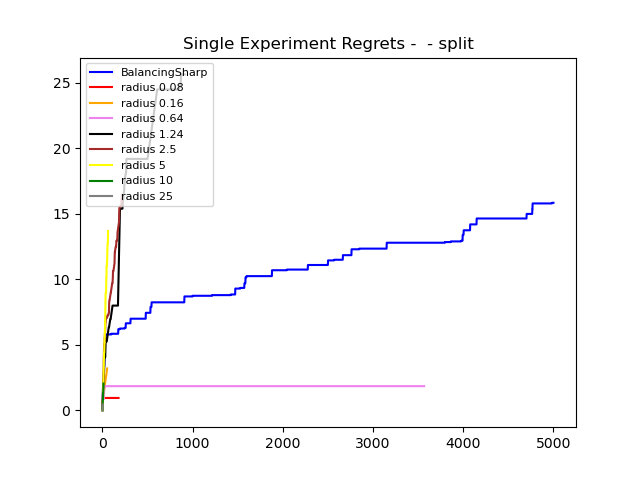 Single Experiment Regrets -  - split
BalancingSharp
radius 0.08
radius 0.16
radius 0.64
radius 1.24
radius 2.5
radius 5
radius 10
radius 25
25
20
15
10
5
0
0 1000 2000 3000 4000 5000